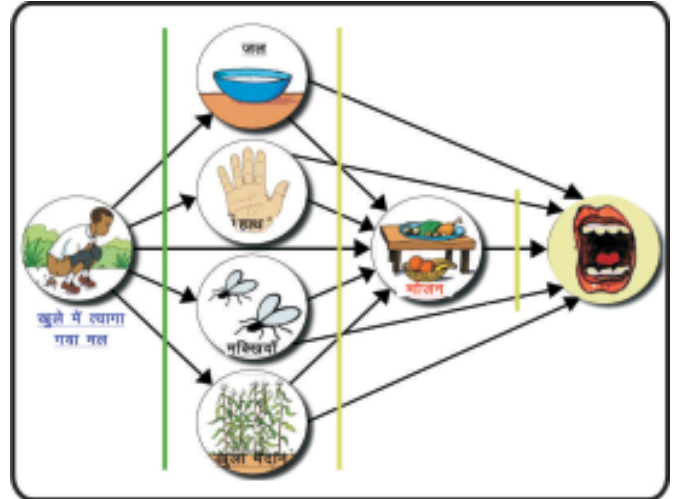 जल
हाथ
मक्खियाँ
खुला मैदान
भोजन
खुले में त्यागा
गया मल